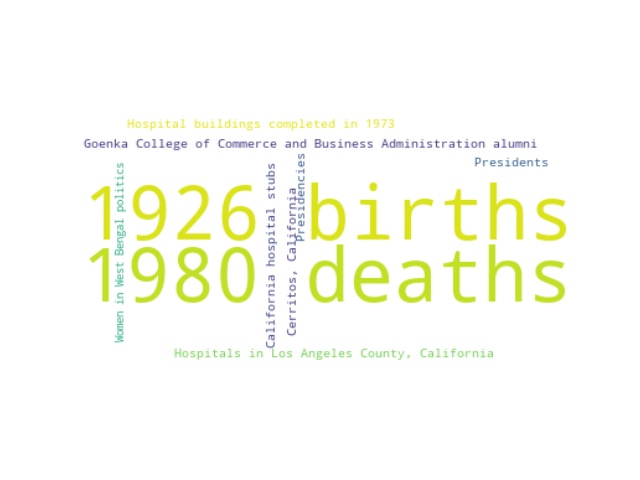 Hospital buildings completed in 1973
Goenka College of Commerce and Business Administration alumni
Presidents
1926 births
1980 deaths
Women in West Bengal politics
California hospital stubs
Cerritos, California
Presidencies
Hospitals in Los Angeles County, California